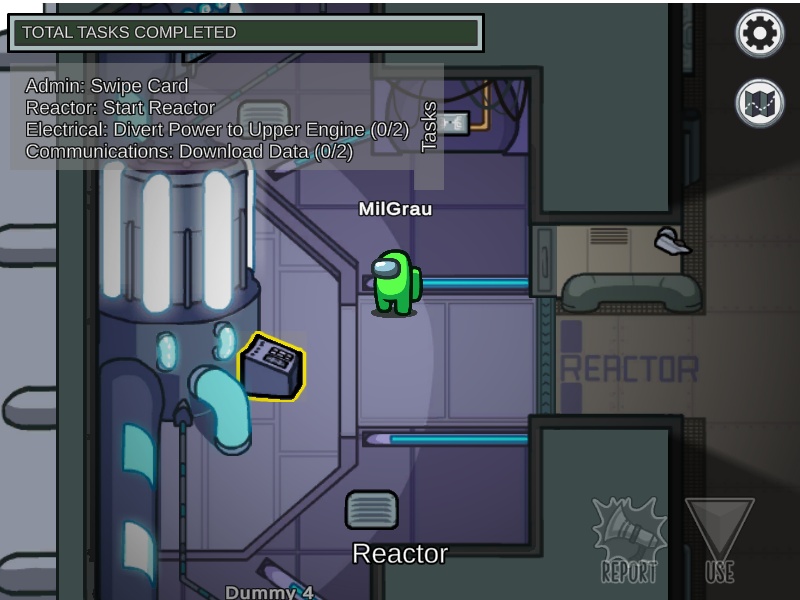 TOTAL TASKS COMPLETED
Admin: Swipe Card
Reactor: Start Reactor
Electrical: Divert Power to Upper Engine (0/2)
Communications: Download Data (0/2)
Tasks
MilGrau
REACTOR
REPORT
USE
Reactor
Dummy 4